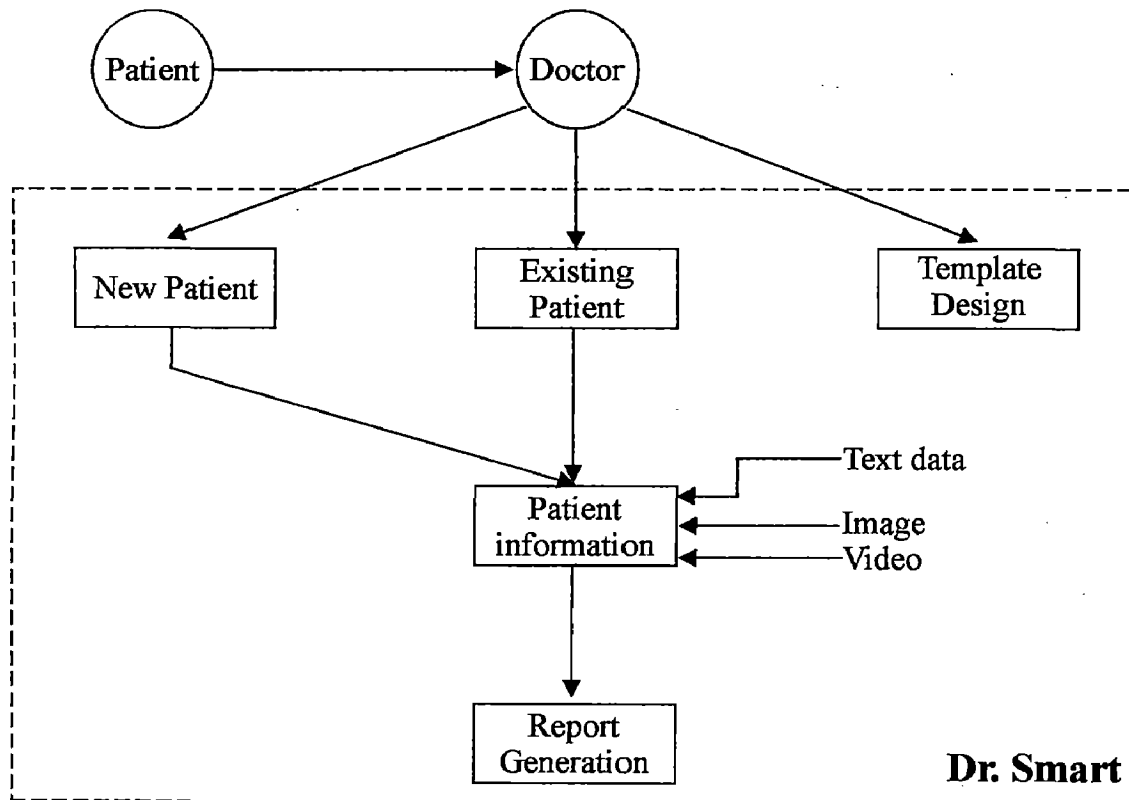 Patient
Doctor
New Patient
Existing
Patient
Template
Design
Text data
Patient
information
Image
Video
Report
Generation
Dr. Smart